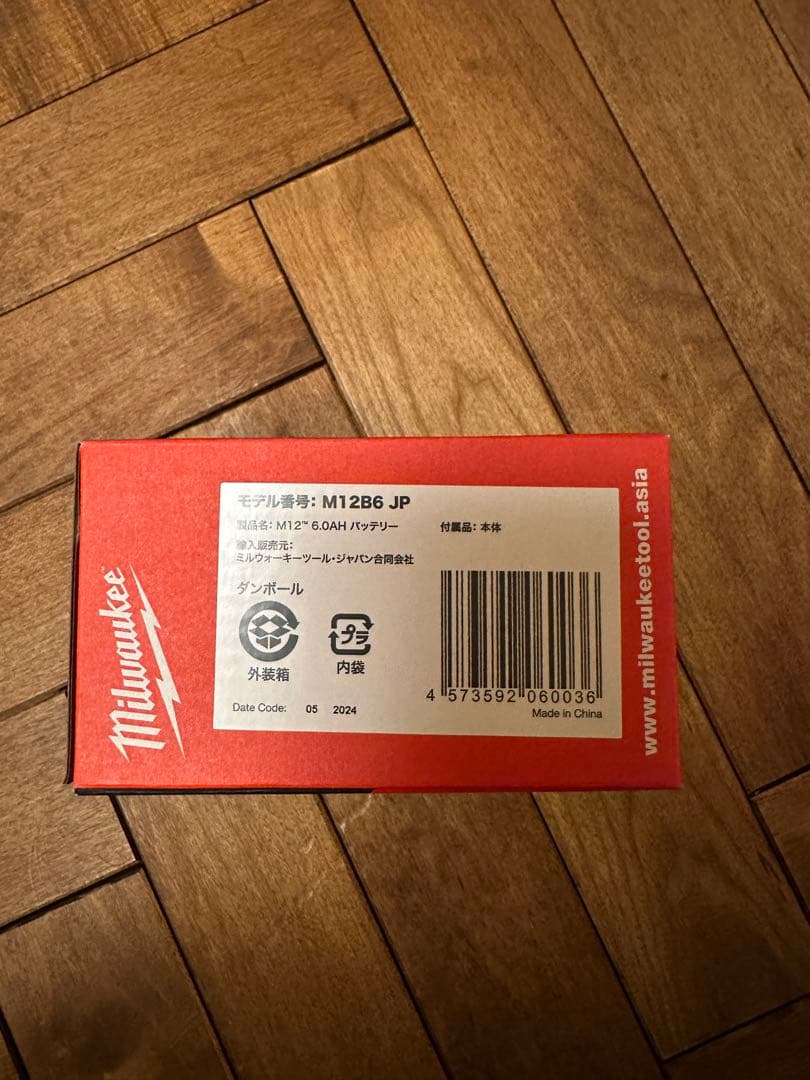 Milwaukee™
モデル番号: M12B6 JP
製品名: M12™ 6.0AH バッテリー
付属品: 本体
輸入販売元:
ミルウォーキーツール・ジャパン合同会社
ダンボール
外装箱
プラ
内袋
4 573592 060036
Date Code: 05 2024
Made in China
www.milwaukeetool.asia